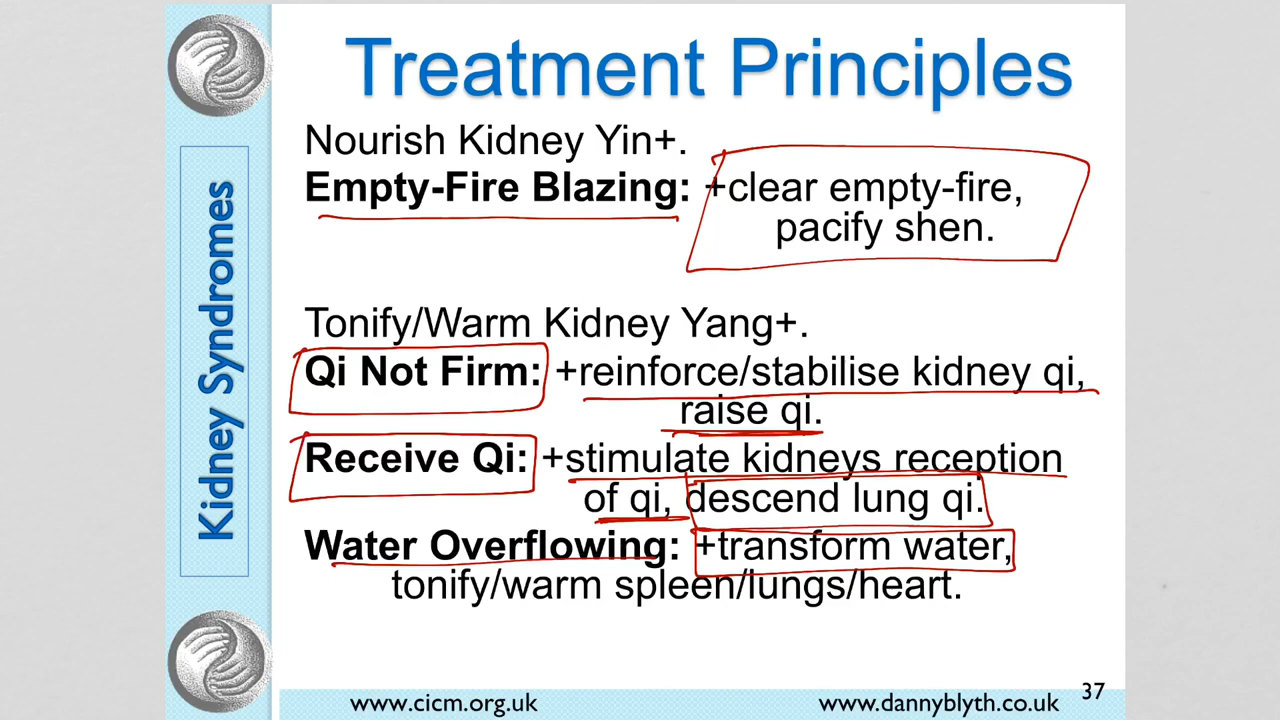 Treatment Principles
Kidney Syndromes
Nourish Kidney Yin+.
Empty-Fire Blazing: +clear empty-fire,
pacify shen.
Tonify/Warm Kidney Yang+.
Qi Not Firm: +reinforce/stabilise kidney qi,
raise qi.
Receive Qi: +stimulate kidneys reception
of qi, descend lung qi.
Water Overflowing: +transform water,
tonify/warm spleen/lungs/heart.
www.cicm.org.uk
www.dannyblyth.co.uk
37